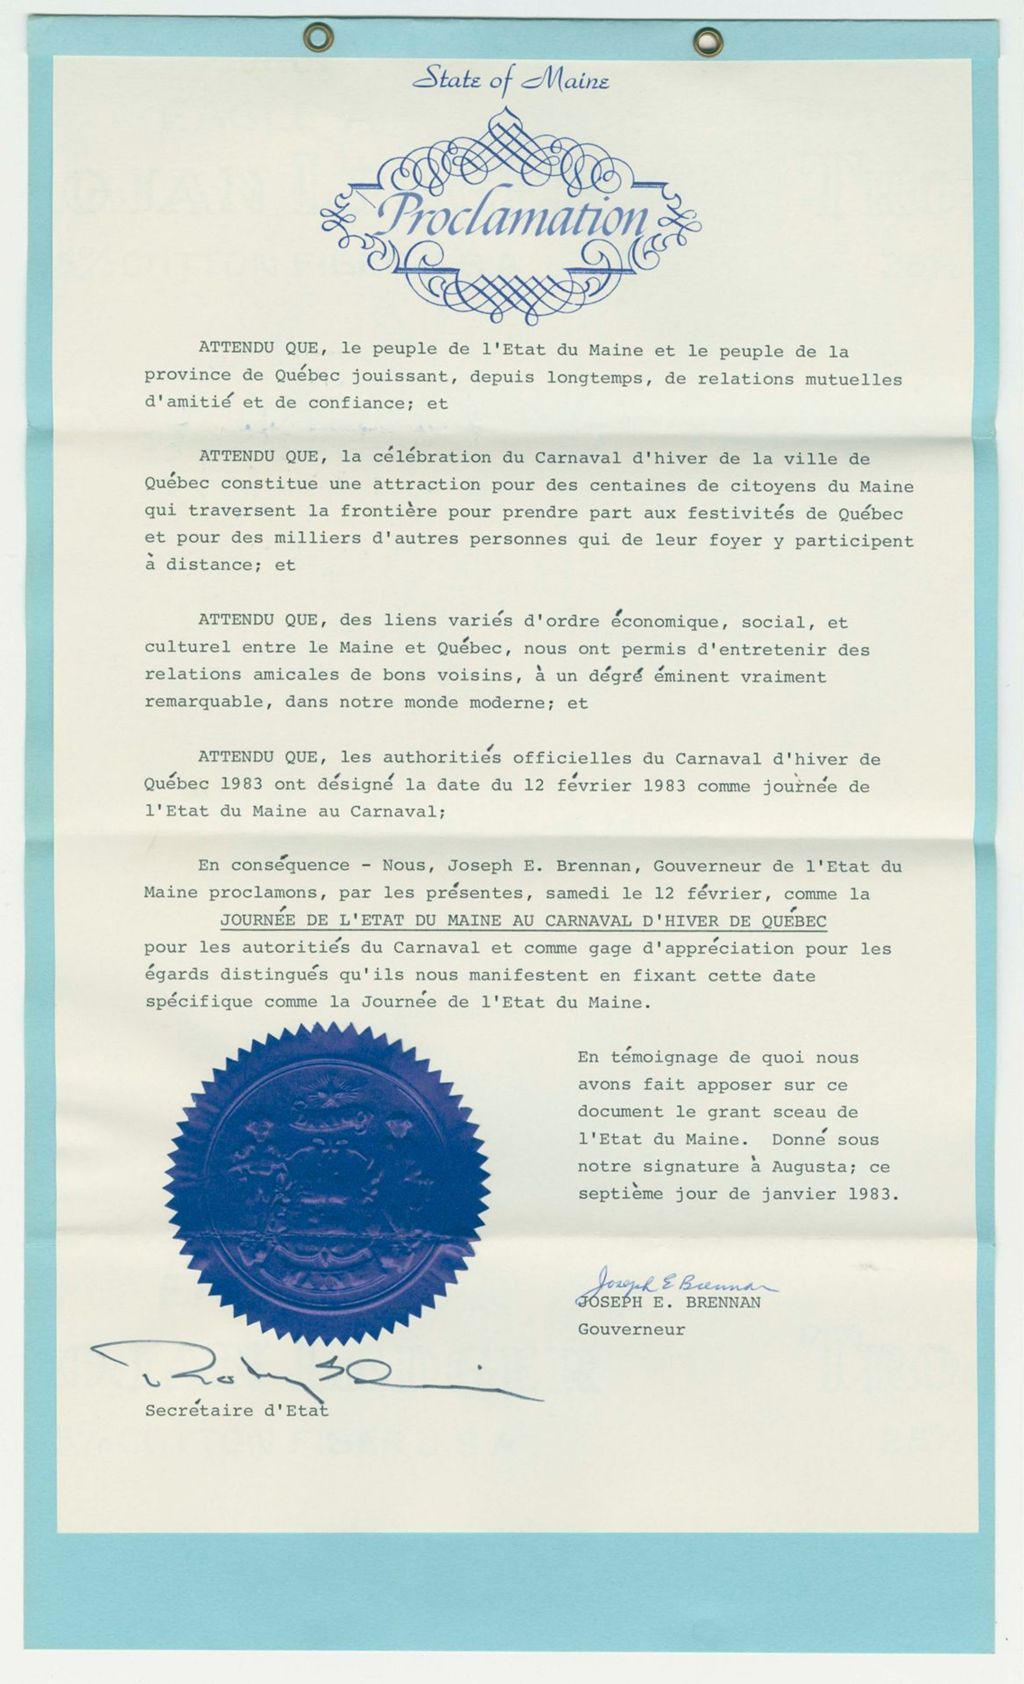 State of Maine
Proclamation
ATTENDU QUE, le peuple de l'Etat du Maine et le peuple de la
province de Québec jouissant, depuis longtemps, de relations mutuelles
d'amitié et de confiance; et
ATTENDU QUE, la célébration du Carnaval d'hiver de la ville de
Québec constitue une attraction pour des centaines de citoyens du Maine
qui traversent la frontière pour prendre part aux festivités de Québec
et pour des milliers d'autres personnes qui de leur foyer y participent
à distance; et
ATTENDU QUE, des liens variés d'ordre économique, social, et
culturel entre le Maine et Québec, nous ont permis d'entretenir des
relations amicales de bons voisins, à un dégré éminent vraiment
remarquable, dans notre monde moderne; et
ATTENDU QUE, les authoritiés officielles du Carnaval d'hiver de
Québec 1983 ont désigné la date du 12 février 1983 comme journée de
l'Etat du Maine au Carnaval;
En conséquence - Nous, Joseph E. Brennan, Gouverneur de l'Etat du
Maine proclamons, par les présentes, samedi le 12 février, comme la
JOURNÉE DE L'ETAT DU MAINE AU CARNAVAL D'HIVER DE QUÉBEC
pour les autoritiés du Carnaval et comme gage d'appréciation pour les
égards distingués qu'ils nous manifestent en fixant cette date
spécifique comme la Journée de l'Etat du Maine.
En témoignage de quoi nous
avons fait apposer sur ce
document le grant sceau de
l'Etat du Maine. Donné sous
notre signature à Augusta; ce
septième jour de janvier 1983.
Joseph E Brennan
JOSEPH E. BRENNAN
Gouverneur
Secrétaire d'Etat